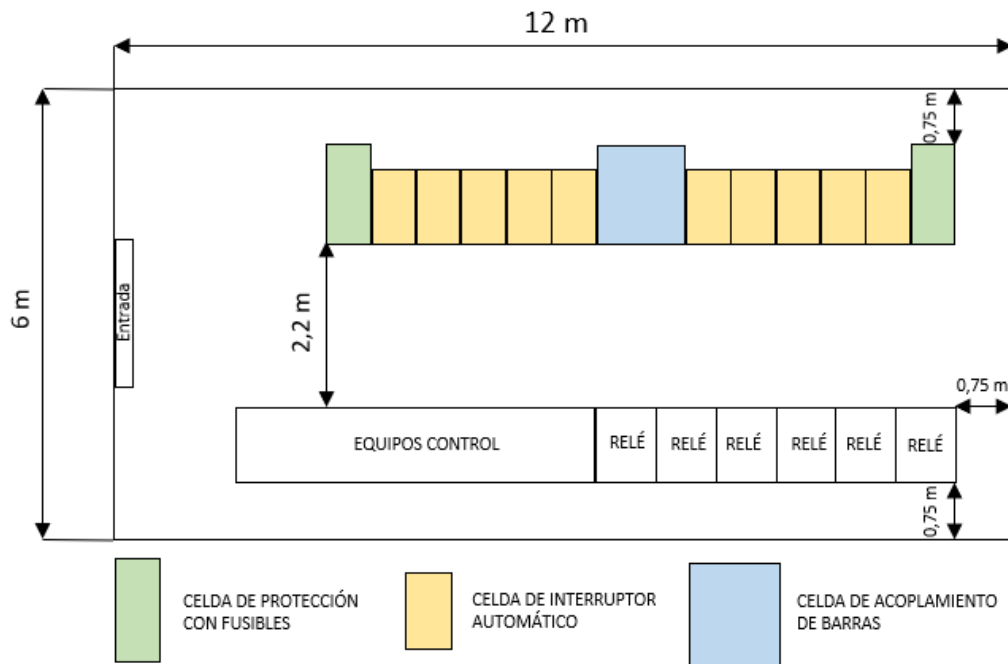 12 m
0,75 m
6 m
Entrada
2,2 m
0,75 m
EQUIPOS CONTROL
RELÉ
RELÉ
RELÉ
RELÉ
RELÉ
RELÉ
0,75 m
CELDA DE PROTECCIÓN
CON FUSIBLES
CELDA DE INTERRUPTOR
AUTOMÁTICO
CELDA DE ACOPLAMIENTO
DE BARRAS